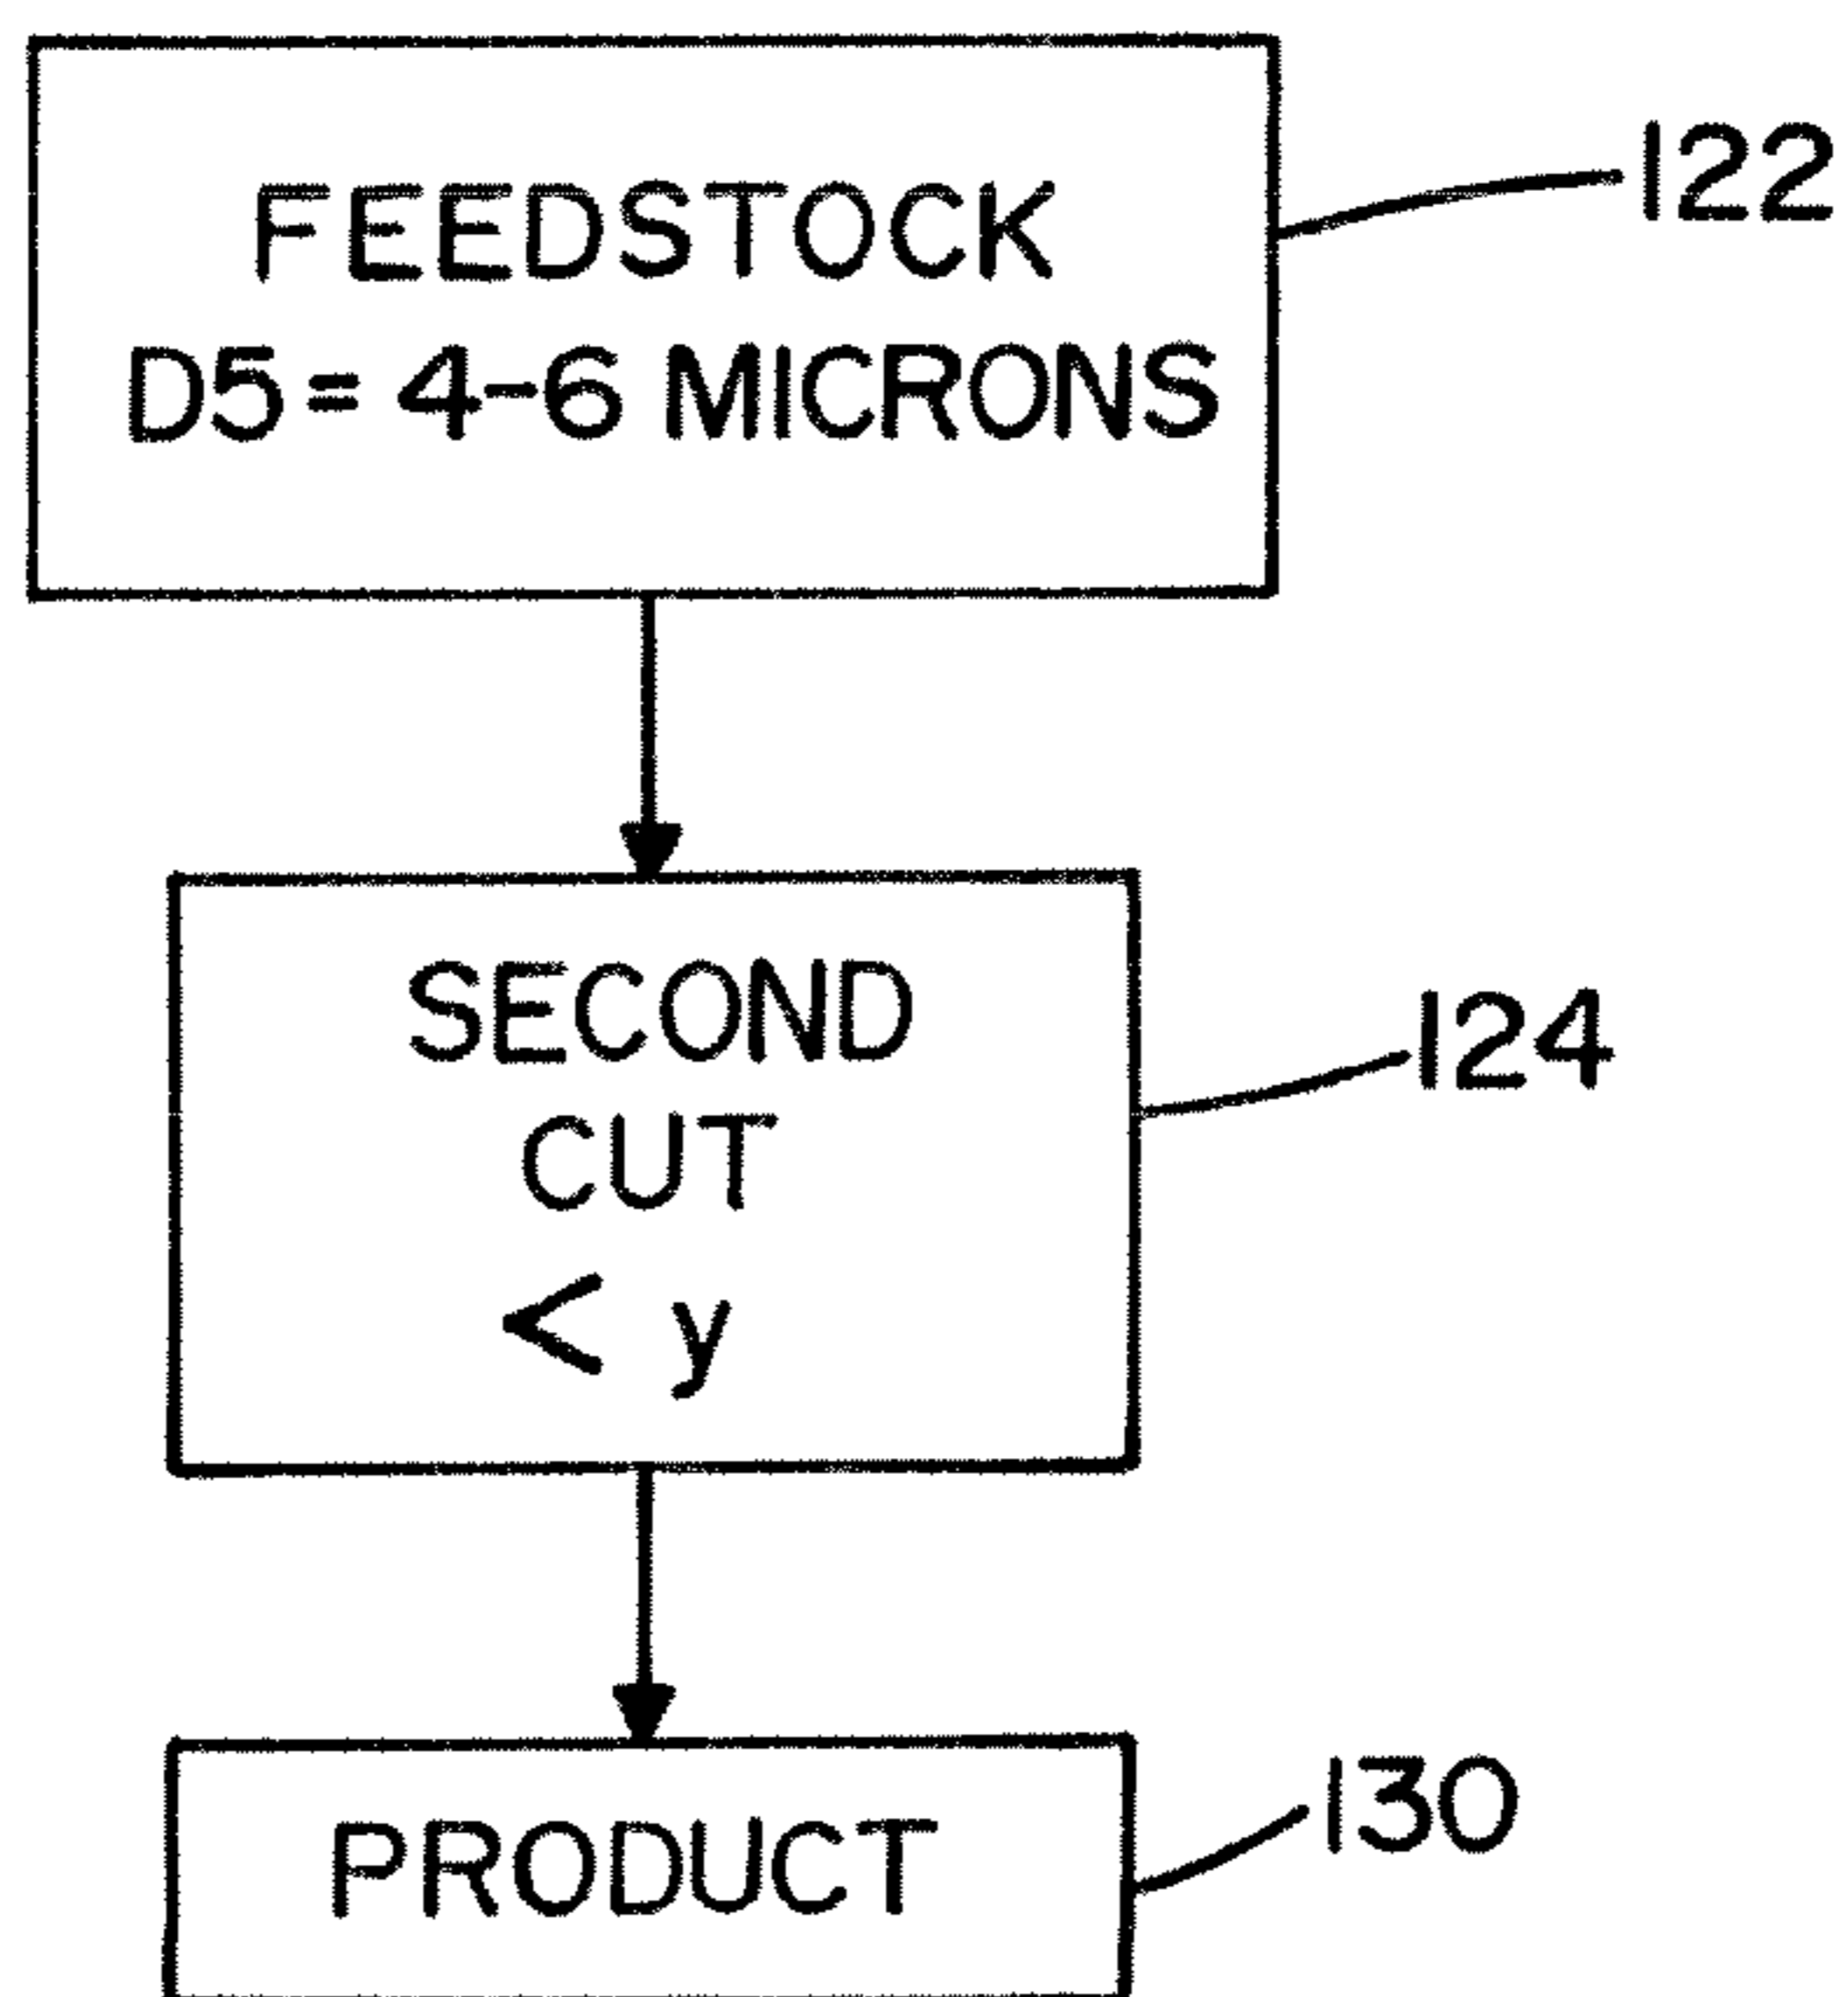 FEEDSTOCK
D5= 4-6 MICRONS
122
SECOND
CUT
< y
124
PRODUCT
130